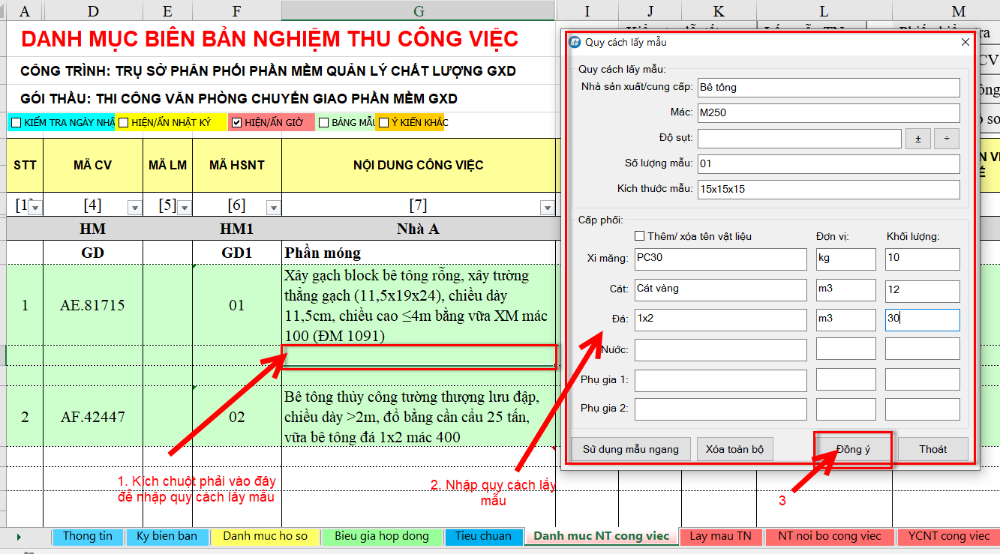 A D E F G I J K L M
DANH MỤC BIÊN BẢN NGHIỆM THU CÔNG VIỆC
CÔNG TRÌNH: TRỤ SỞ PHÂN PHỐI PHẦN MỀM QUẢN LÝ CHẤT LƯỢNG GXD
GÓI THẦU: THI CÔNG VĂN PHÒNG CHUYỂN GIAO PHẦN MỀM GXD
KIỂM TRA NGÀY NHẬ HIỆN/ẨN NHẬT KÝ HIỆN/ẨN GIỜ BẢNG MẪU Ý KIẾN KHÁC
STT MÃ CV MÃ LM MÃ HSNT NỘI DUNG CÔNG VIỆC
[1] [4] [5] [6] [7]
HM HM1 Nhà A
GD GD1 Phần móng
1 AE.81715 01 Xây gạch block bê tông rỗng, xây tường
thẳng gạch (11,5x19x24), chiều dày
11,5cm, chiều cao ≤4m bằng vữa XM mác
100 (ĐM 1091)
2 AF.42447 02 Bê tông thủy công tường thượng lưu đập,
chiều dày >2m, đổ bằng cần cẩu 25 tấn,
vữa bê tông đá 1x2 mác 400
1. Kích chuột phải vào đây
để nhập quy cách lấy mẫu
2. Nhập quy cách lấy
mẫu
3
Quy cách lấy mẫu
Quy cách lấy mẫu:
Nhà sản xuất/cung cấp: Bê tông
Mác: M250
Độ sụt: ± ÷
Số lượng mẫu: 01
Kích thước mẫu: 15x15x15
Cấp phối:
Thêm/ xóa tên vật liệu Đơn vị: Khối lượng:
Xi măng: PC30 kg 10
Cát: Cát vàng m3 12
Đá: 1x2 m3 30
Nước:
Phụ gia 1:
Phụ gia 2:
Sử dụng mẫu ngang Xóa toàn bộ Đồng ý Thoát
Thong tin Ky bien ban Danh muc ho so Bieu gia hop dong Tieu chuan Danh muc NT cong viec Lay mau TN NT noi bo cong viec YCNT cong viec